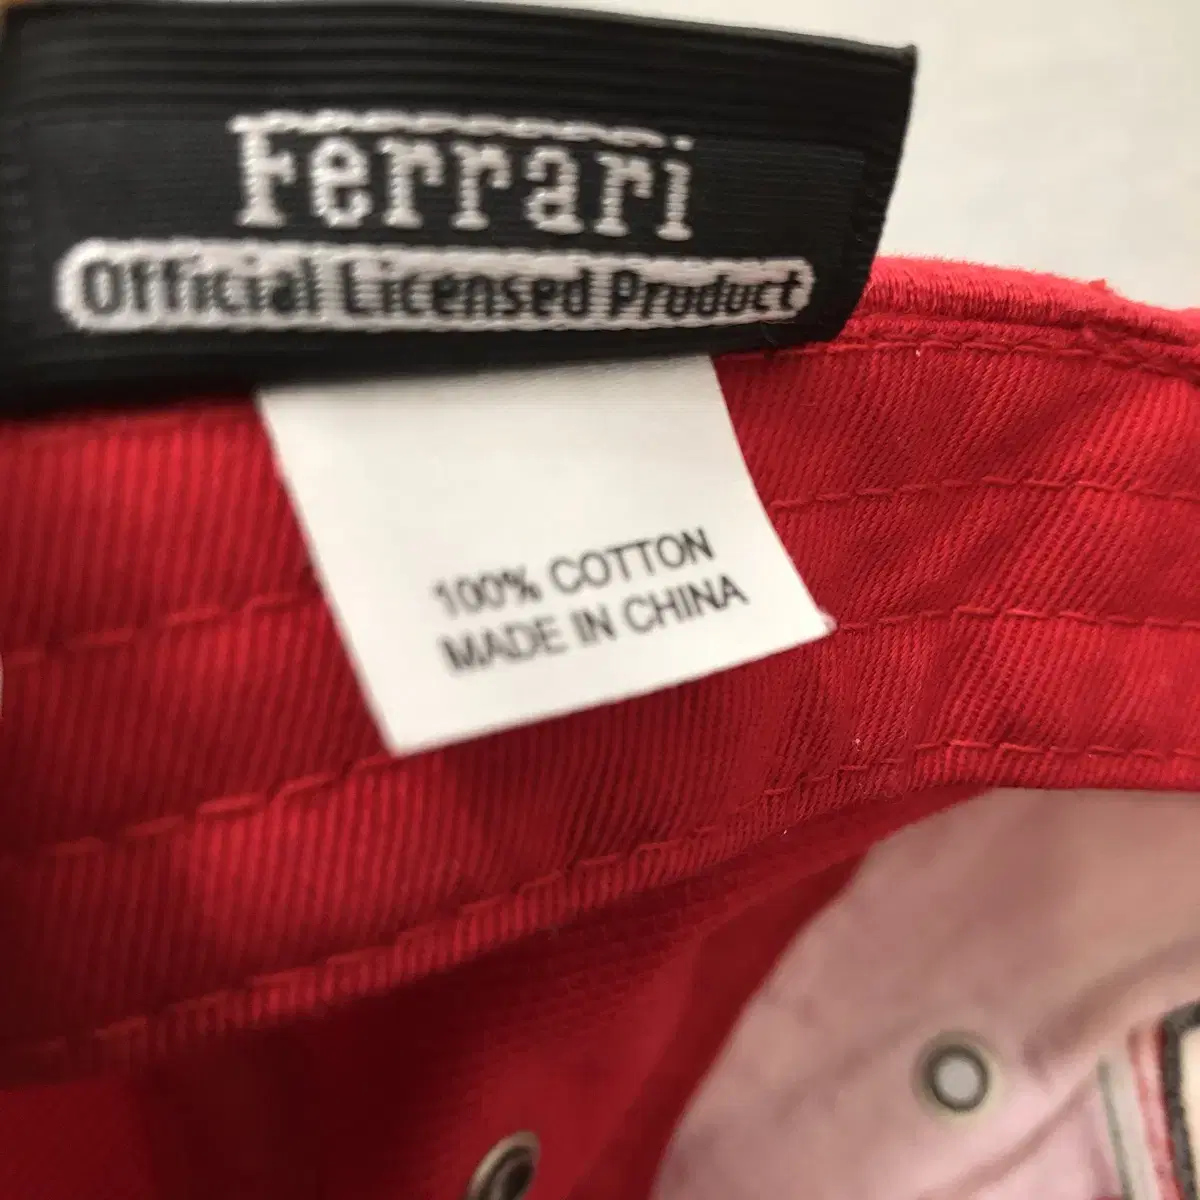 Ferrari
Official Licensed Product
100% COTTON
MADE IN CHINA